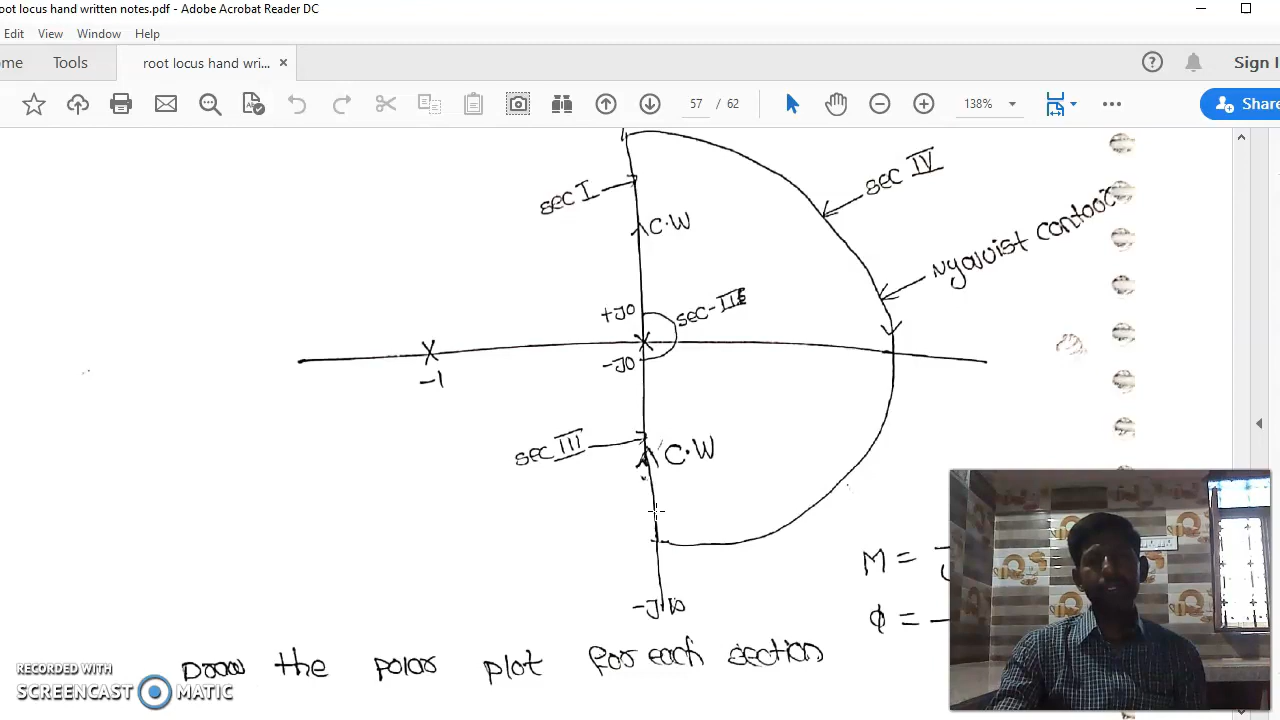 root locus hand written notes.pdf - Adobe Acrobat Reader DC
Edit View Window Help
ome Tools root locus hand wri... × Sign I
57 / 62 138% Share
sec I
C.W
sec IV
Nyquist contour
+J0
sec-II
-J0
-1
sec III
C.W
M =
ϕ = -
-J∞
Draw the polar plot for each section
RECORDED WITH
SCREENCAST MATIC